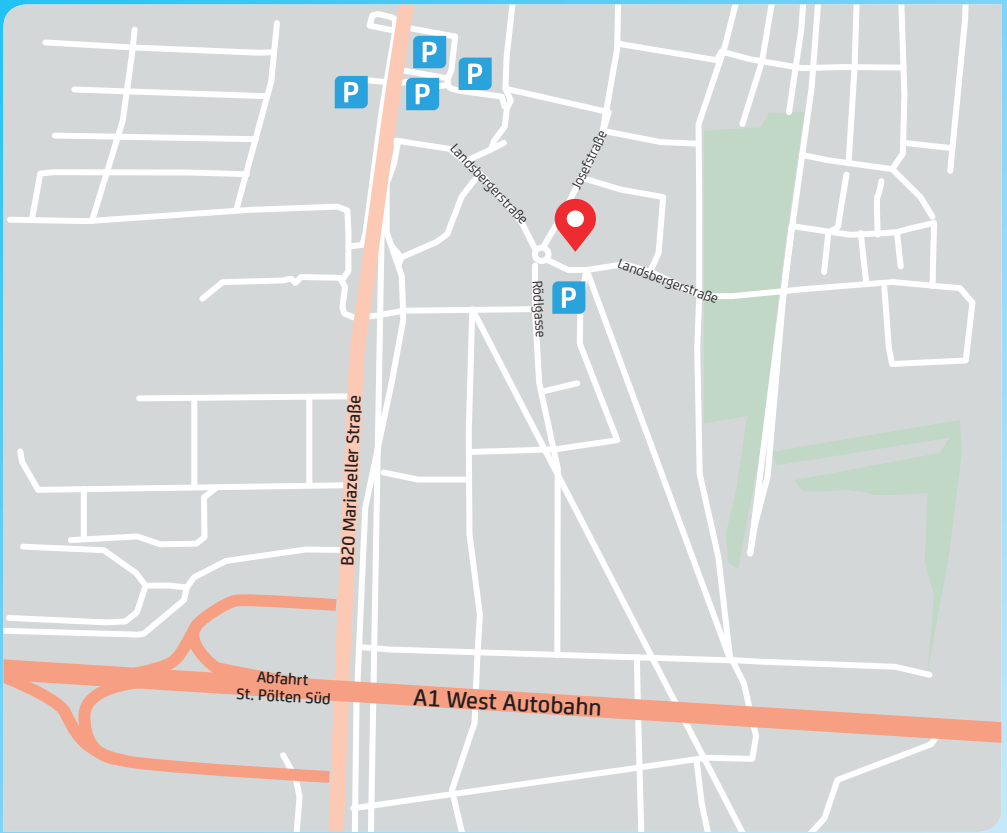 P
P
P
P
Landsbergerstraße
Josefstraße
Landsbergerstraße
Rödlgasse
P
B20 Mariazeller Straße
Abfahrt
St. Pölten Süd
A1 West Autobahn